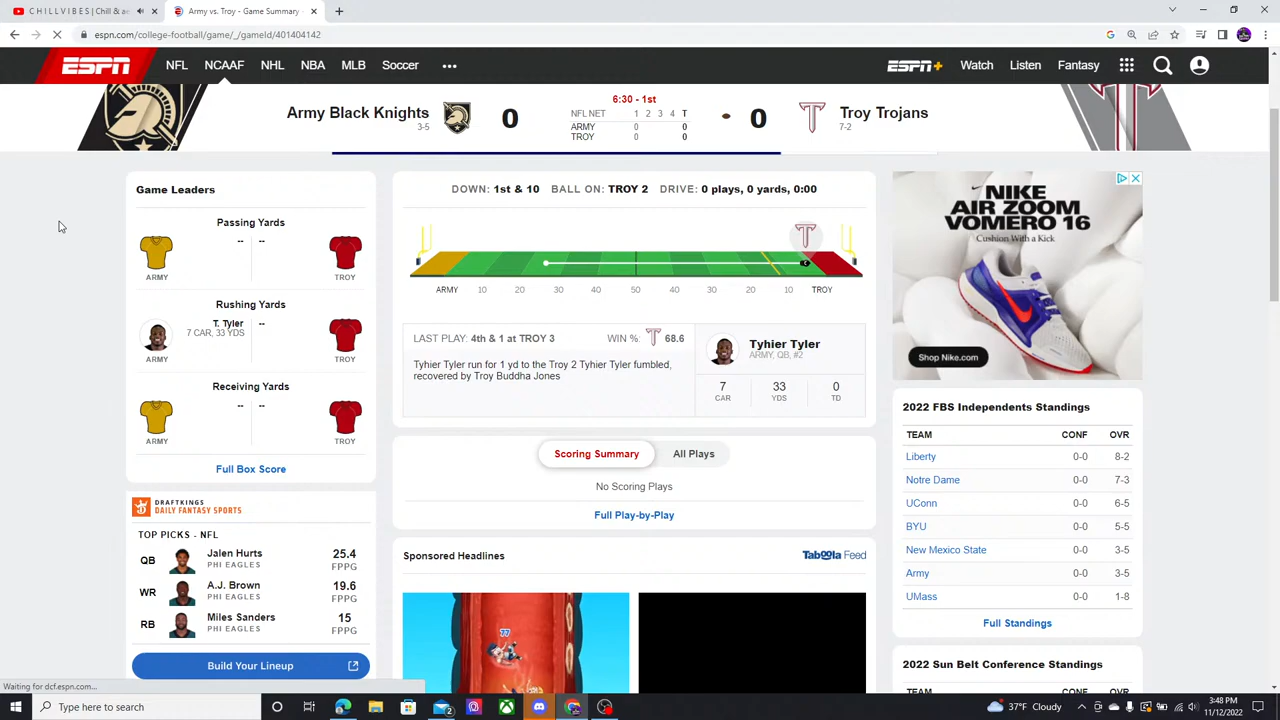 C H I L L V I B E S | Chill & ae
Army vs. Troy - Game Summary -
espn.com/college-football/game/_/gameId/401404142
ESPN
NFL
NCAAF
NHL
NBA
MLB
Soccer
ESPN+
Watch
Listen
Fantasy
Army Black Knights
3-5
0
6:30 - 1st
NFL NET 1 2 3 4 T
ARMY 0 0
TROY 0 0
0
Troy Trojans
7-2
Game Leaders
Passing Yards
-- --
ARMY TROY
Rushing Yards
T. Tyler --
7 CAR, 33 YDS
ARMY TROY
Receiving Yards
-- --
ARMY TROY
Full Box Score
DRAFTKINGS
DAILY FANTASY SPORTS
TOP PICKS - NFL
QB Jalen Hurts 25.4
PHI EAGLES FPPG
WR A.J. Brown 19.6
PHI EAGLES FPPG
RB Miles Sanders 15
PHI EAGLES FPPG
Build Your Lineup
DOWN: 1st & 10 BALL ON: TROY 2 DRIVE: 0 plays, 0 yards, 0:00
ARMY 10 20 30 40 50 40 30 20 10 TROY
LAST PLAY: 4th & 1 at TROY 3 WIN %: 68.6
Tyhier Tyler run for 1 yd to the Troy 2 Tyhier Tyler fumbled,
recovered by Troy Buddha Jones
Tyhier Tyler
ARMY, QB, #2
7 33 0
CAR YDS TD
Scoring Summary All Plays
No Scoring Plays
Full Play-by-Play
Sponsored Headlines
Taboola Feed
77
NIKE
AIR ZOOM
VOMERO 16
Cushion With a Kick
Shop Nike.com
2022 FBS Independents Standings
TEAM CONF OVR
Liberty 0-0 8-2
Notre Dame 0-0 7-3
UConn 0-0 6-5
BYU 0-0 5-5
New Mexico State 0-0 3-5
Army 0-0 3-5
UMass 0-0 1-8
Full Standings
2022 Sun Belt Conference Standings
TEAM CONF OVR
Waiting for dcf.espn.com...
Type here to search
2
37°F Cloudy
3:48 PM
11/12/2022